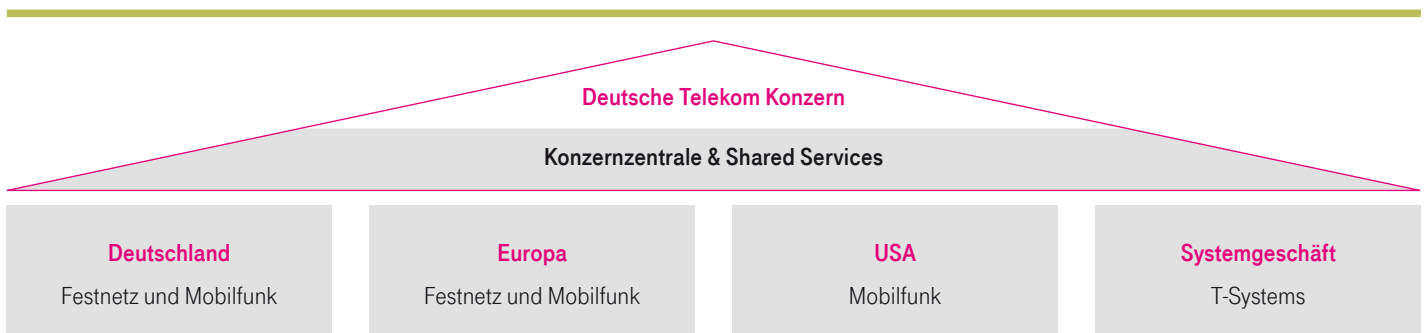 Deutsche Telekom Konzern
Konzernzentrale & Shared Services
Deutschland
Festnetz und Mobilfunk
Europa
Festnetz und Mobilfunk
USA
Mobilfunk
Systemgeschäft
T-Systems